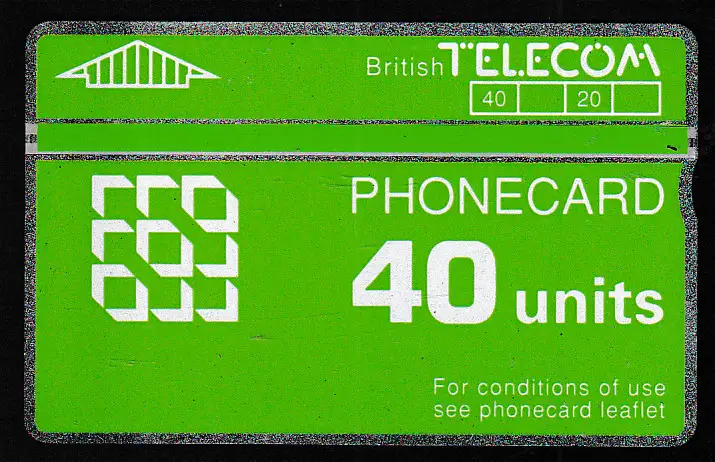 British TELECOM
40 20
PHONECARD
40 units
For conditions of use
see phonecard leaflet